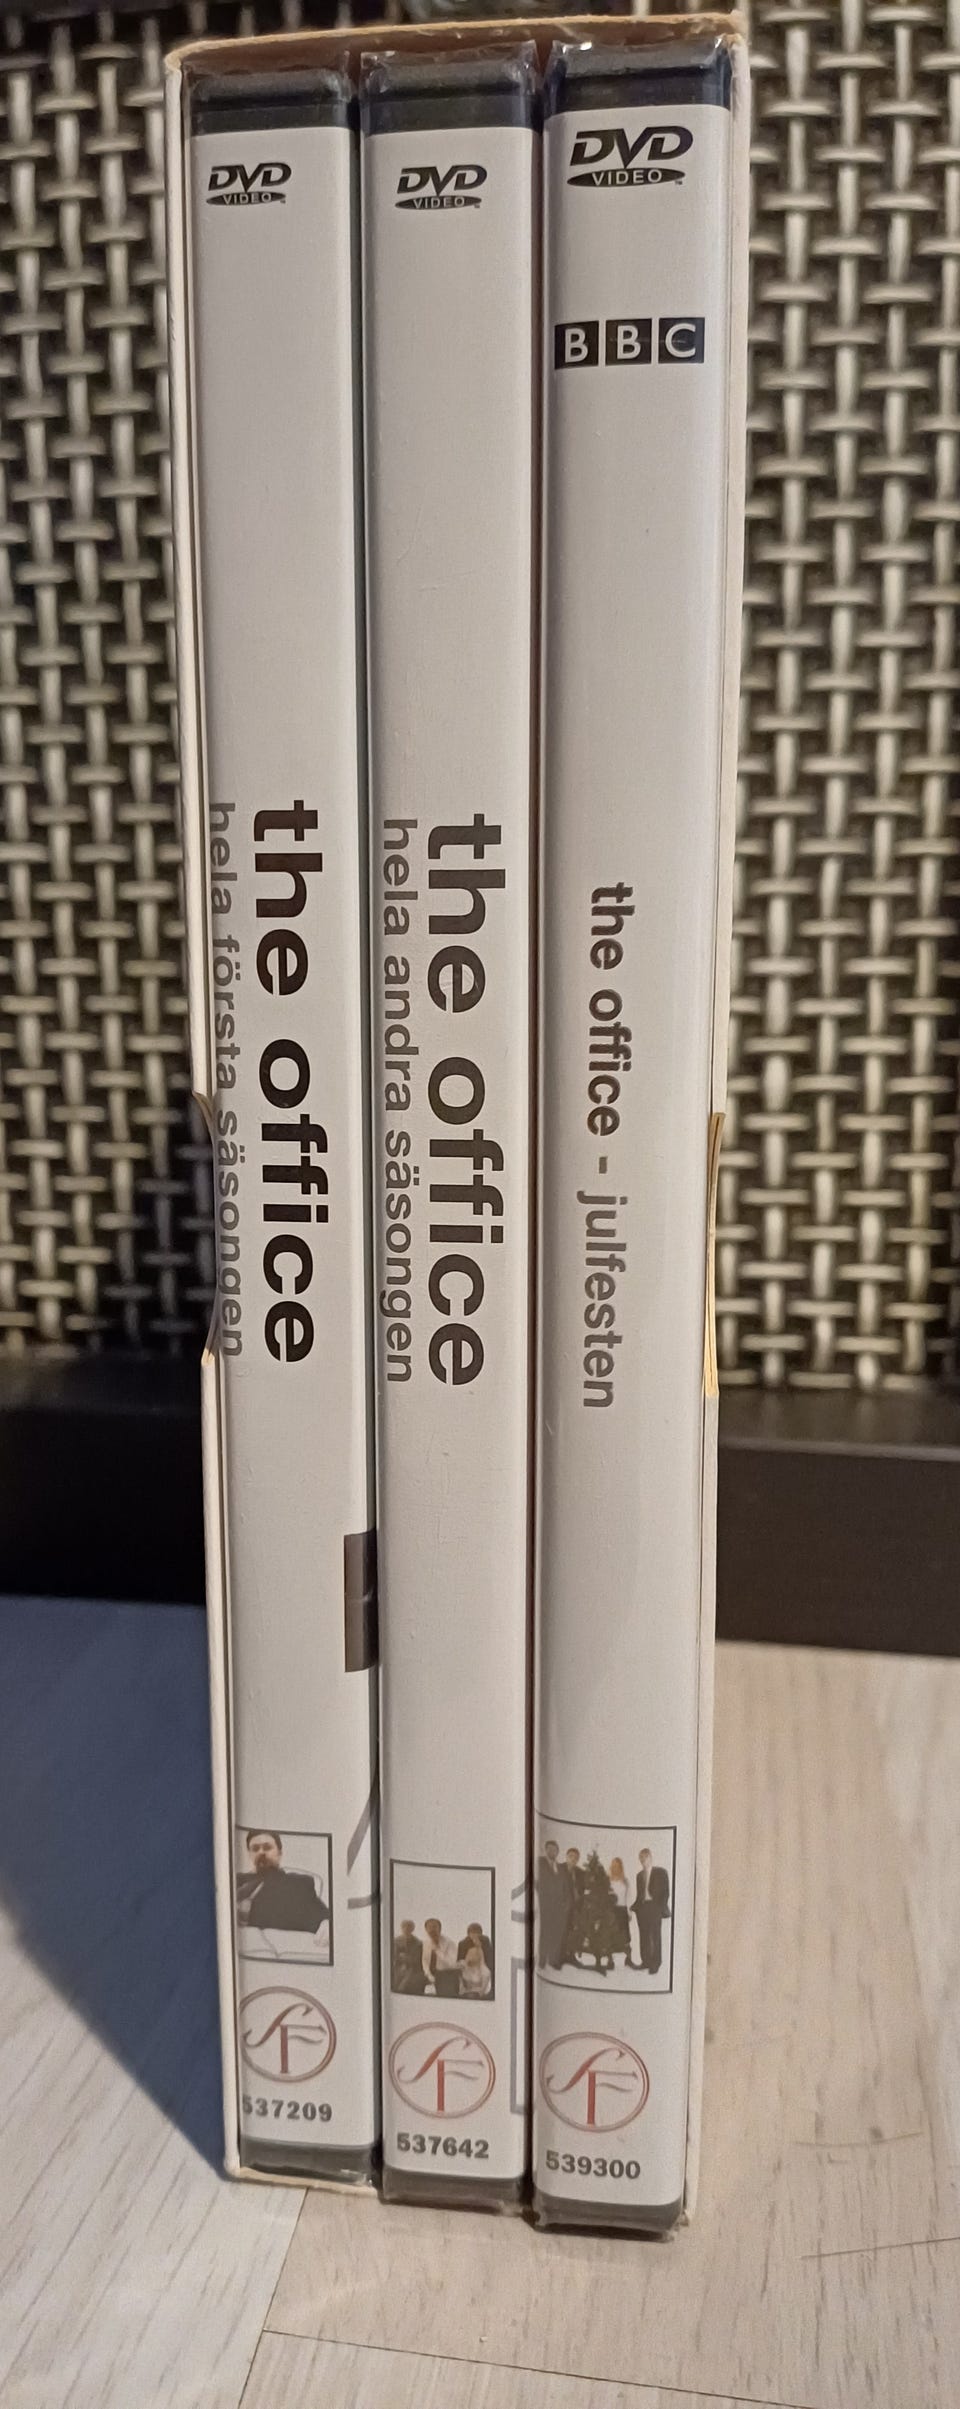 DVD
VIDEO
the office
hela första säsongen
537209
DVD
VIDEO
the office
hela andra säsongen
537642
DVD
VIDEO
BBC
the office - julfesten
SF
539300